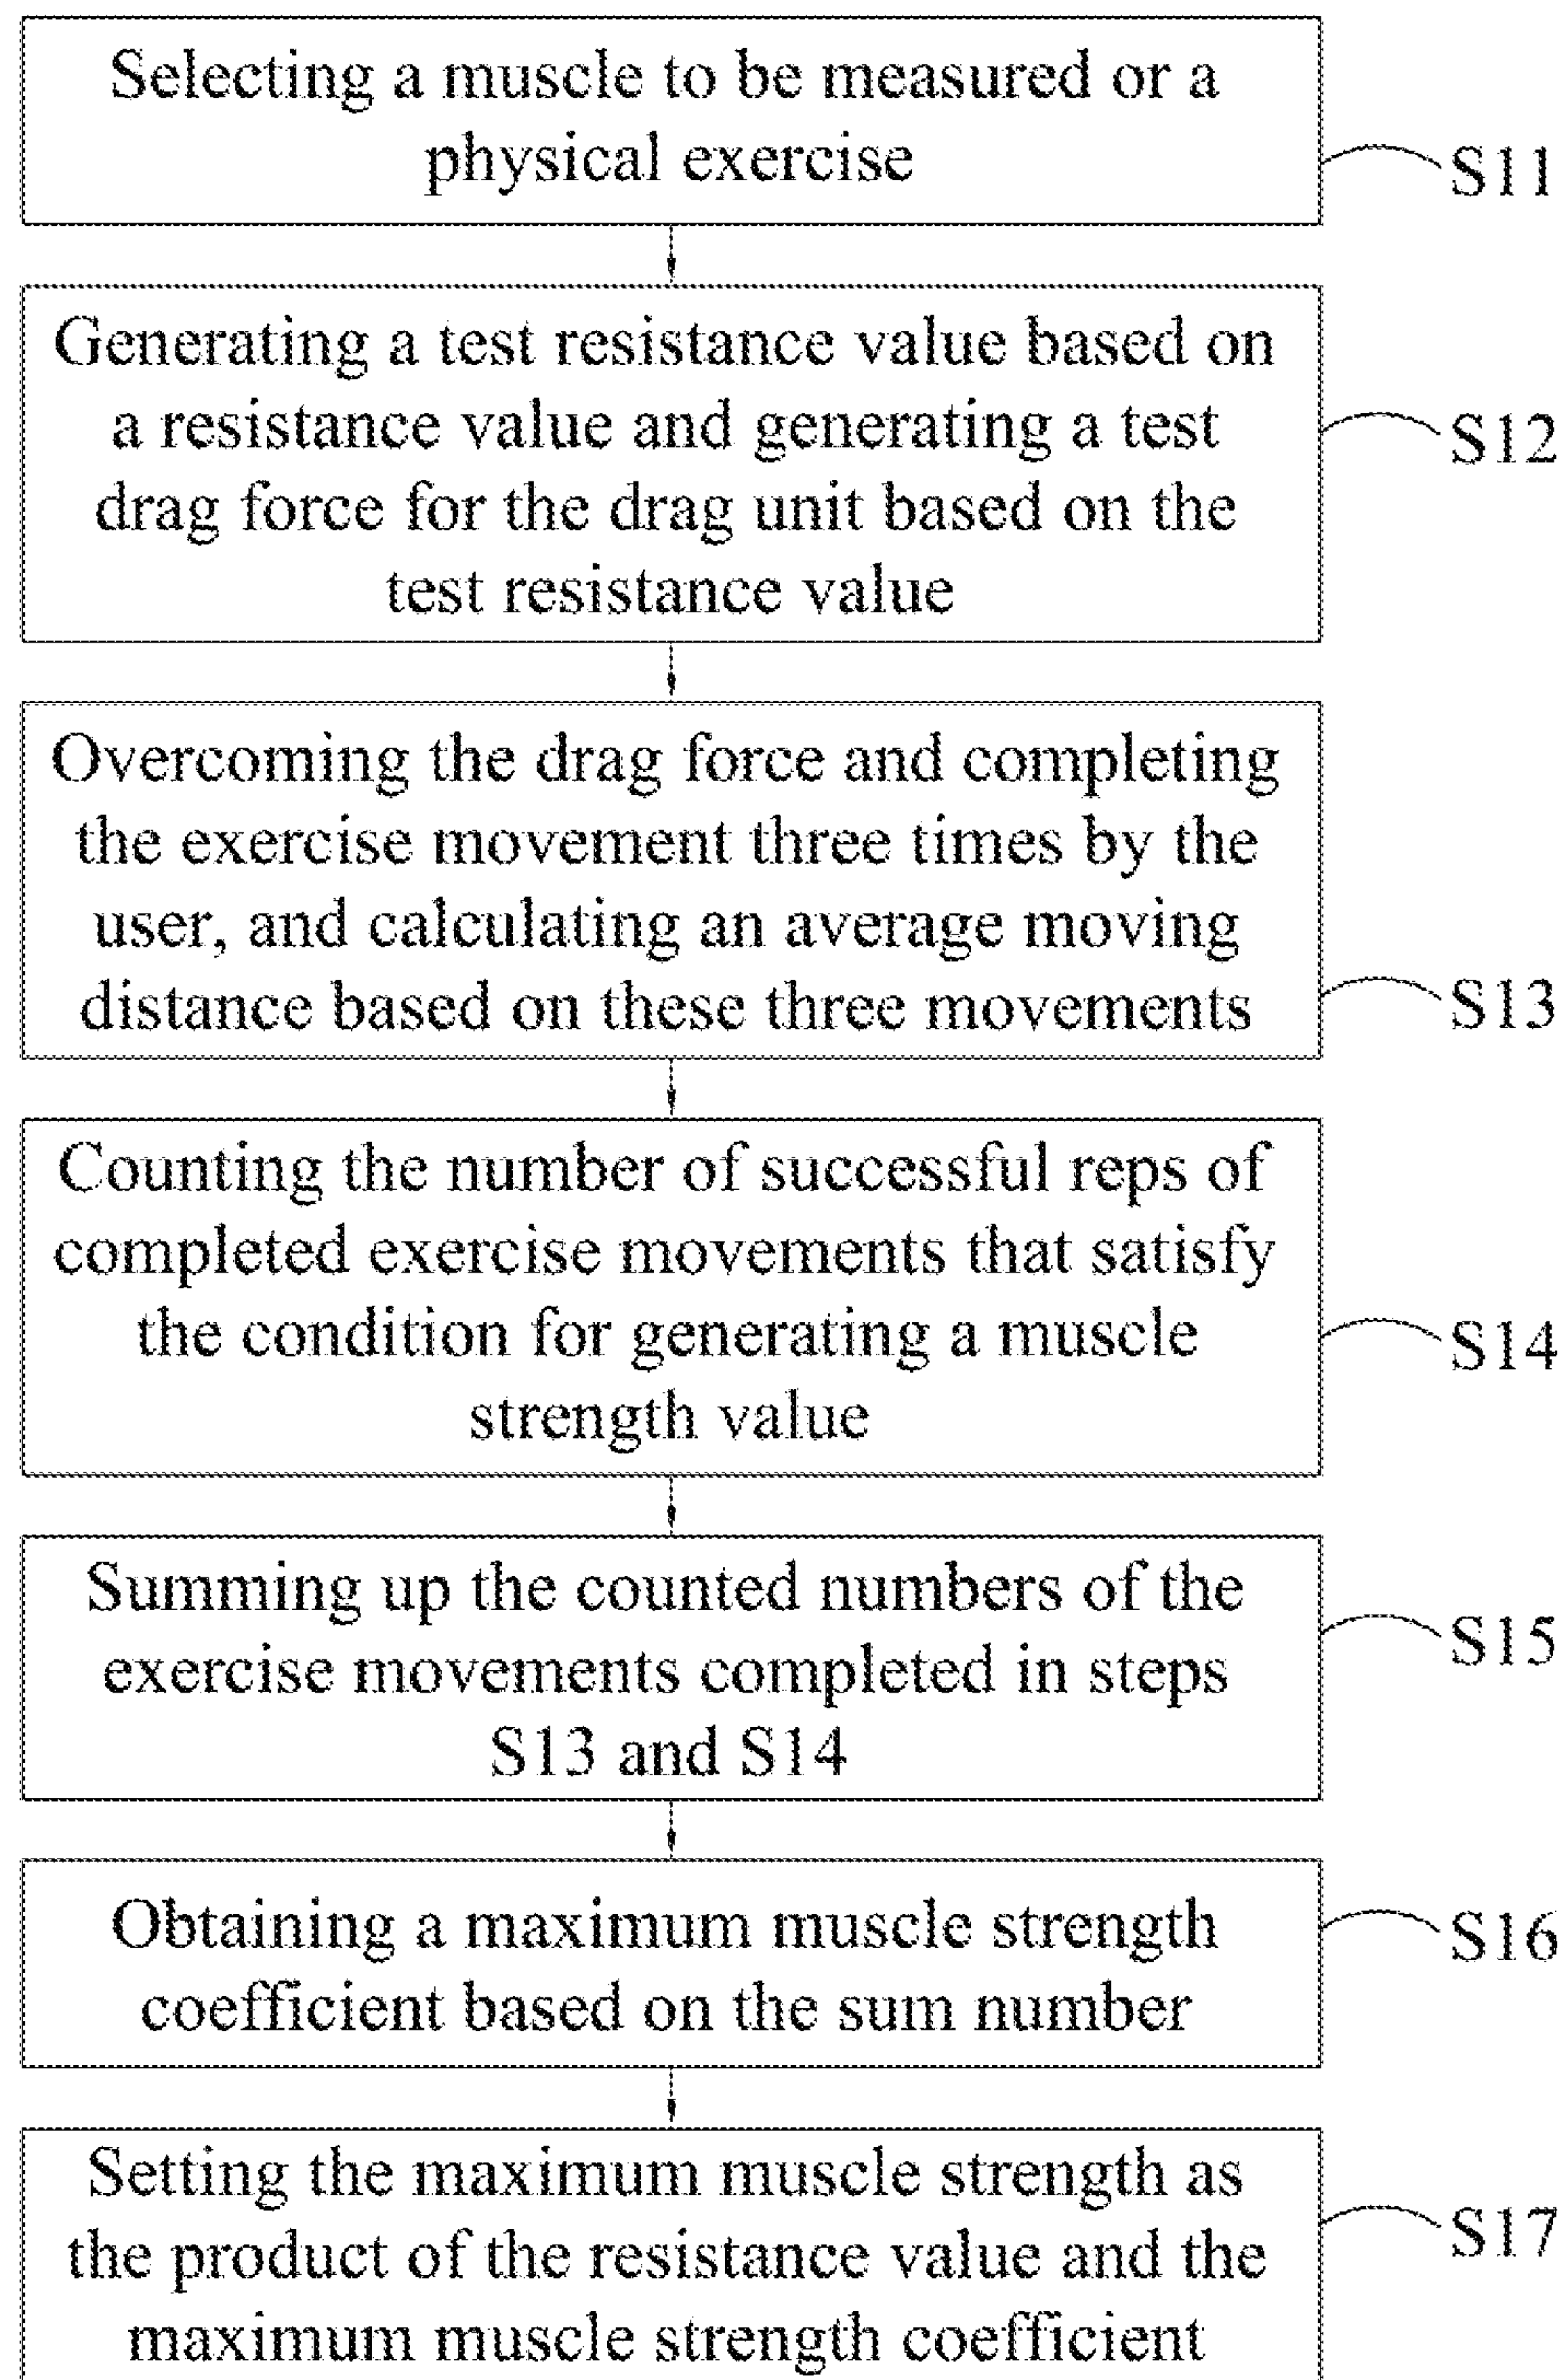 Selecting a muscle to be measured or a
physical exercise
S11
Generating a test resistance value based on
a resistance value and generating a test
drag force for the drag unit based on the
test resistance value
S12
Overcoming the drag force and completing
the exercise movement three times by the
user, and calculating an average moving
distance based on these three movements
S13
Counting the number of successful reps of
completed exercise movements that satisfy
the condition for generating a muscle
strength value
S14
Summing up the counted numbers of the
exercise movements completed in steps
S13 and S14
S15
Obtaining a maximum muscle strength
coefficient based on the sum number
S16
Setting the maximum muscle strength as
the product of the resistance value and the
maximum muscle strength coefficient
S17